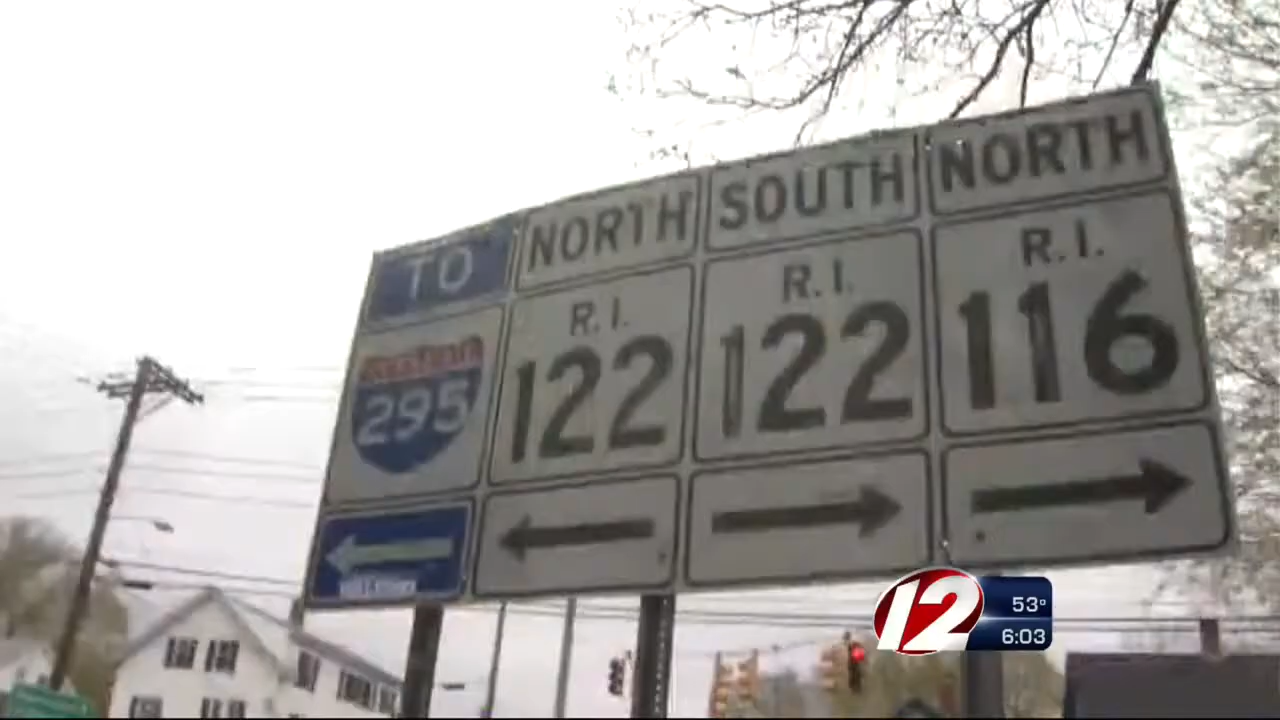 TO NORTH SOUTH NORTH
R.I. R.I. R.I.
295 122 122 116
12 53°
6:03